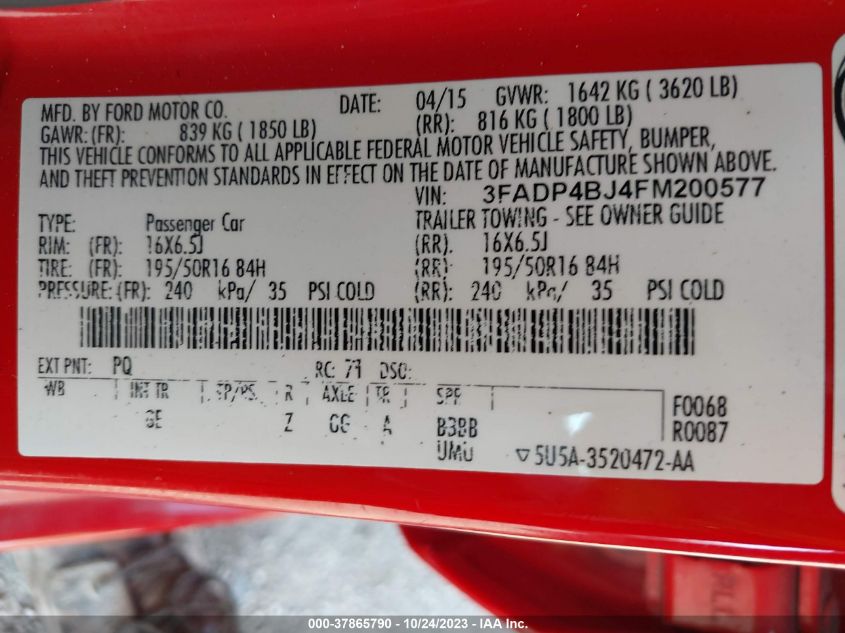 MFD. BY FORD MOTOR CO. DATE: 04/15 GVWR: 1642 KG ( 3620 LB)
GAWR: (FR): 839 KG ( 1850 LB) (RR): 816 KG ( 1800 LB)
THIS VEHICLE CONFORMS TO ALL APPLICABLE FEDERAL MOTOR VEHICLE SAFETY, BUMPER,
AND THEFT PREVENTION STANDARDS IN EFFECT ON THE DATE OF MANUFACTURE SHOWN ABOVE.
VIN: 3FADP4BJ4FM200577
TYPE: Passenger Car TRAILER TOWING - SEE OWNER GUIDE
RIM: (FR): 16X6.5J (RR). 16X6.5J
TIRE: (FR): 195/50R16 84H (RR): 195/50R16 84H
PRESSURE: (FR): 240 kPa/ 35 PSI COLD (RR): 240 kPa/ 35 PSI COLD
EXT PNT: PQ RC: 71 DSO:
WB INT TR TP/PS R AXLE TR SPR F0068
GE Z A B3BB R0087
UMU ▽5U5A-3520472-AA
000-37865790 - 10/24/2023 - IAA Inc.